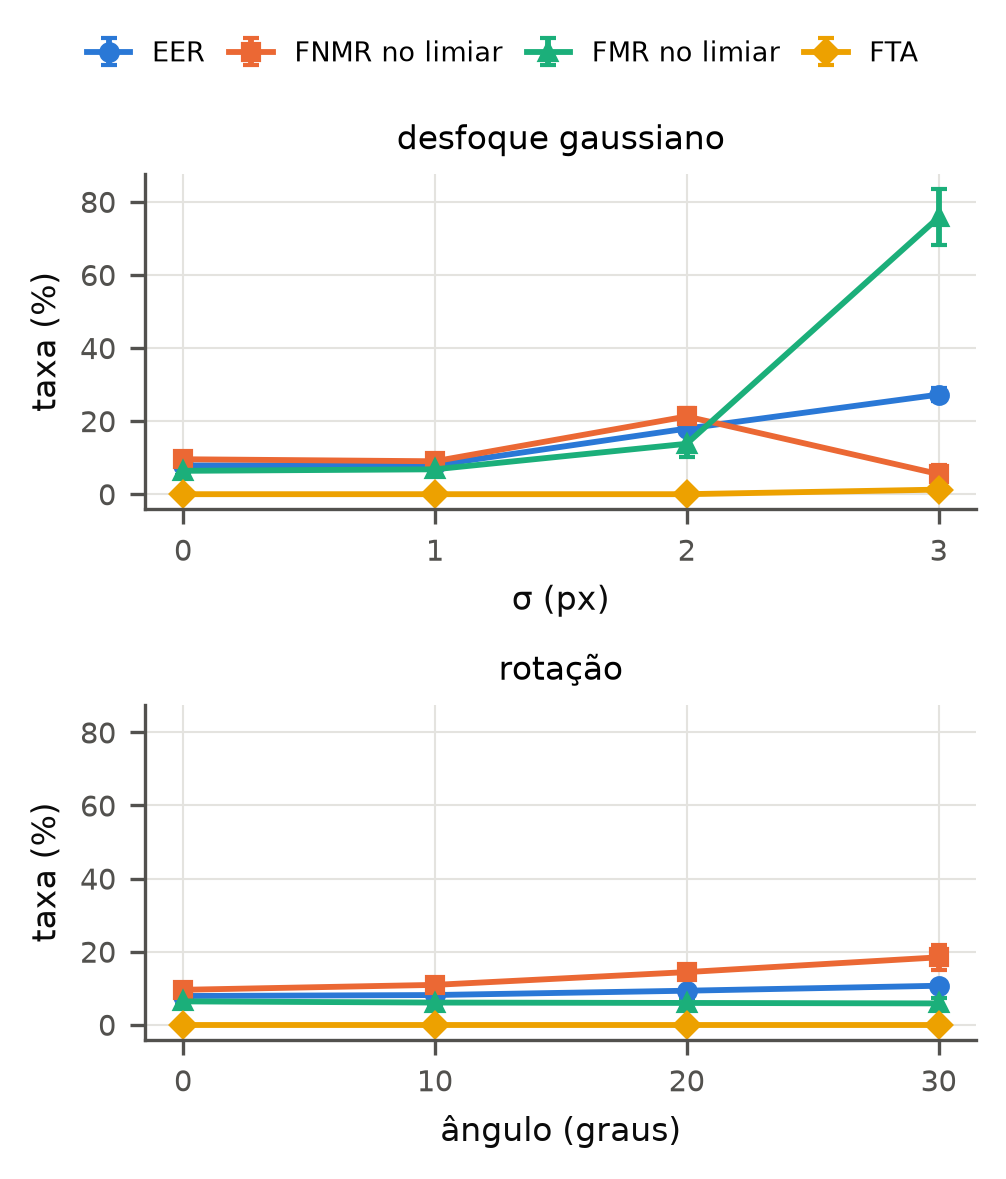 EER FNMR no limiar FMR no limiar FTA
desfoque gaussiano
80
60
40
20
0
taxa (%)
0 1 2 3
σ (px)
rotação
80
60
40
20
0
taxa (%)
0 10 20 30
ângulo (graus)